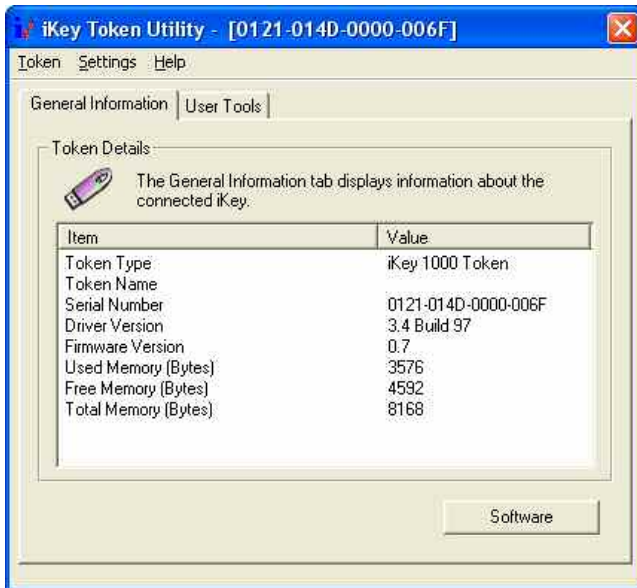 iKey Token Utility - [0121-014D-0000-006F]
Token Settings Help
General Information User Tools
Token Details
The General Information tab displays information about the
connected iKey.
Item Value
Token Type iKey 1000 Token
Token Name
Serial Number 0121-014D-0000-006F
Driver Version 3.4 Build 97
Firmware Version 0.7
Used Memory (Bytes) 3576
Free Memory (Bytes) 4592
Total Memory (Bytes) 8168
Software